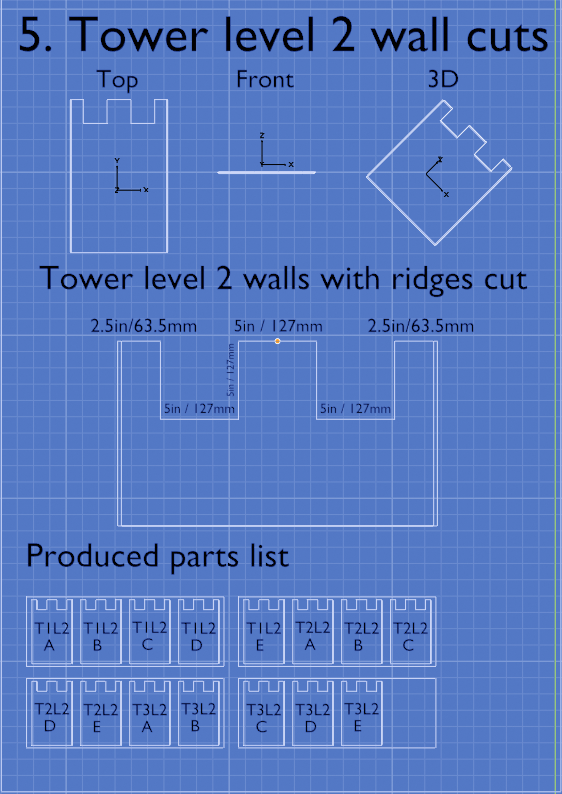 5. Tower level 2 wall cuts
Top Front 3D
Y
Z X
Z
Y X
Z
X
Tower level 2 walls with ridges cut
2.5in/63.5mm 5in / 127mm 2.5in/63.5mm
5in / 127mm
5in / 127mm 5in / 127mm
Produced parts list
T1L2 T1L2 T1L2 T1L2 T1L2 T2L2 T2L2 T2L2
A B C D E A B C
T2L2 T2L2 T3L2 T3L2 T3L2 T3L2 T3L2
D E A B C D E